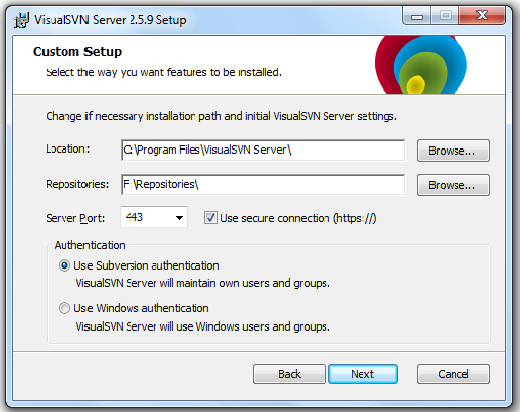 VisualSVN Server 2.5.9 Setup
Custom Setup
Select the way you want features to be installed.
Change if necessary installation path and initial VisualSVN Server settings.
Location: C:\Program Files\VisualSVN Server\ Browse...
Repositories: F:\Repositories\ Browse...
Server Port: 443 Use secure connection (https://)
Authentication
Use Subversion authentication
VisualSVN Server will maintain own users and groups.
Use Windows authentication
VisualSVN Server will use Windows users and groups.
Back Next Cancel